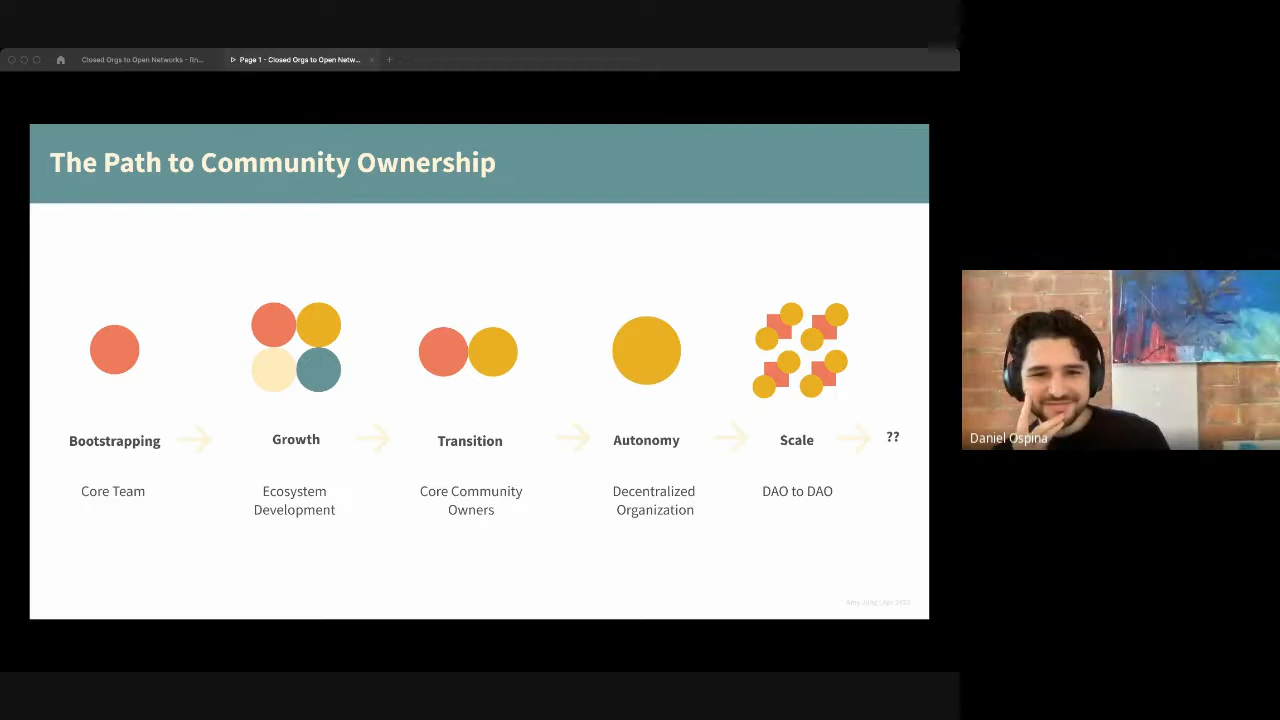 Closed Orgs to Open Networks - Rh...
Page 1 - Closed Orgs to Open Netw...
The Path to Community Ownership
Bootstrapping
Growth
Transition
Autonomy
Scale
??
Core Team
Ecosystem
Development
Core Community
Owners
Decentralized
Organization
DAO to DAO
Daniel Ospina